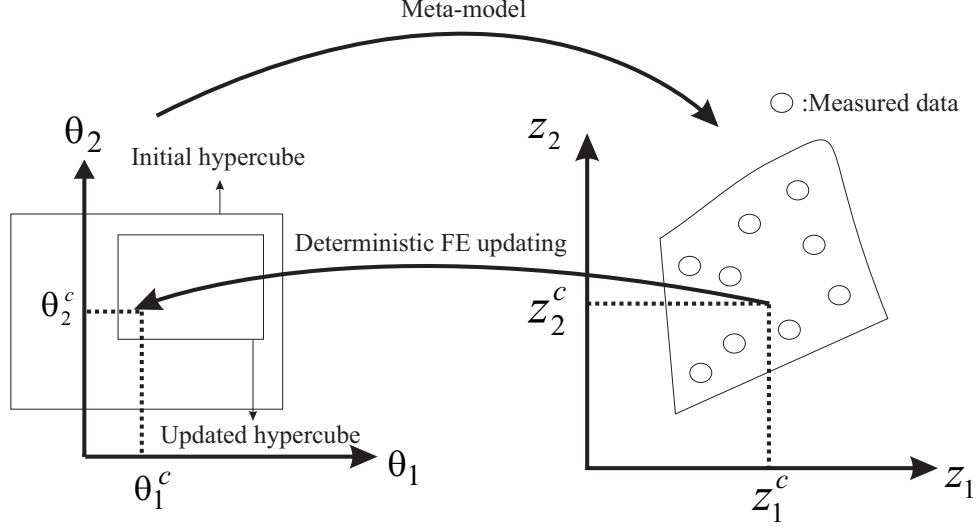 Meta-model
:Measured data
θ₂
z₂
Initial hypercube
Deterministic FE updating
θ₂ᶜ
z₂ᶜ
Updated hypercube
θ₁
z₁
θ₁ᶜ
z₁ᶜ